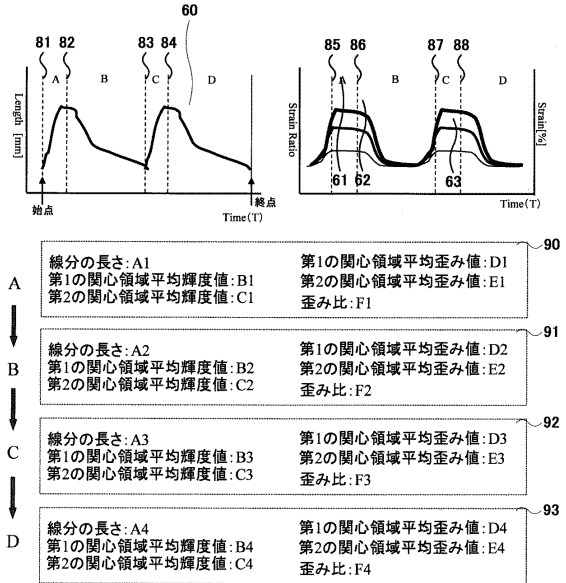 60
81 82 83 84
A B C D
Length [mm]
始点
終点
Time(T)
85 86 87 88
A B C D
Strain Ratio
Strain[%]
61 62 63
Time(T)
90
A
線分の長さ:A1
第1の関心領域平均輝度値:B1
第2の関心領域平均輝度値:C1
第1の関心領域平均歪み値:D1
第2の関心領域平均歪み値:E1
歪み比:F1
91
B
線分の長さ:A2
第1の関心領域平均輝度値:B2
第2の関心領域平均輝度値:C2
第1の関心領域平均歪み値:D2
第2の関心領域平均歪み値:E2
歪み比:F2
92
C
線分の長さ:A3
第1の関心領域平均輝度値:B3
第2の関心領域平均輝度値:C3
第1の関心領域平均歪み値:D3
第2の関心領域平均歪み値:E3
歪み比:F3
93
D
線分の長さ:A4
第1の関心領域平均輝度値:B4
第2の関心領域平均輝度値:C4
第1の関心領域平均歪み値:D4
第2の関心領域平均歪み値:E4
歪み比:F4